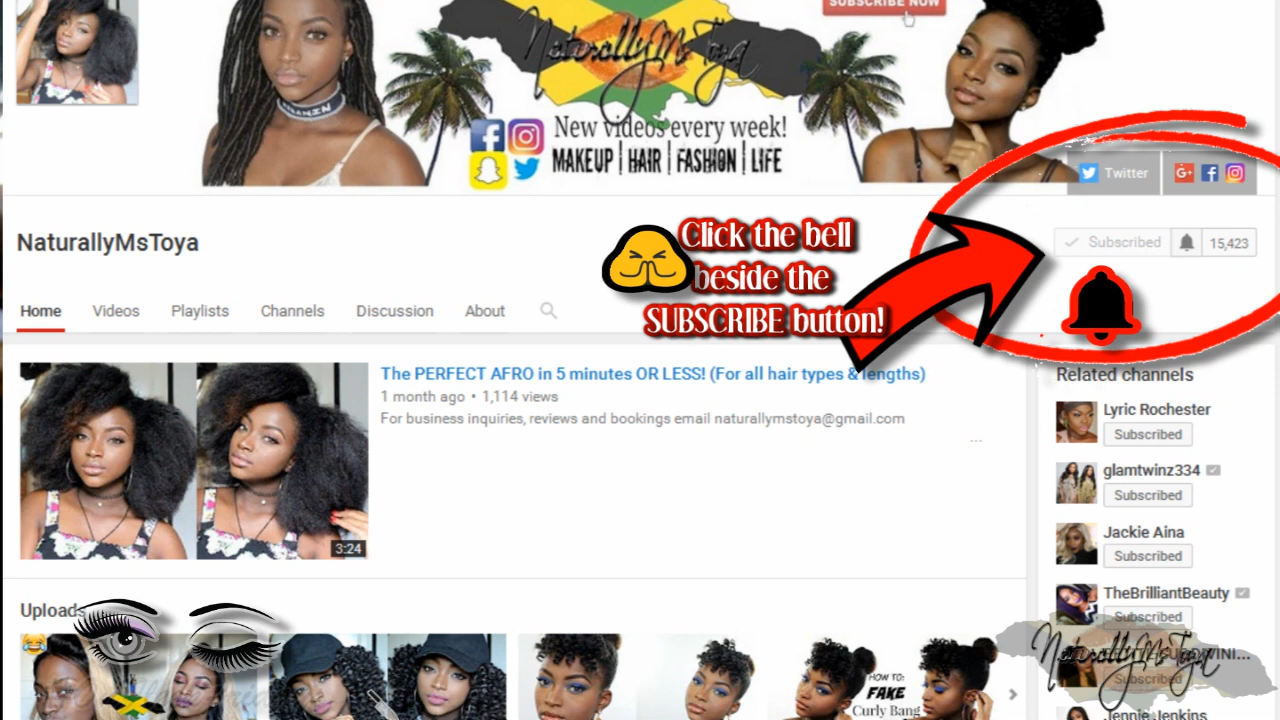 SUBSCRIBE NOW
NaturallyMsToya
New videos every week!
MAKEUP | HAIR | FASHION | LIFE
Twitter
G+
NaturallyMsToya
Click the bell
beside the
SUBSCRIBE button!
Subscribed
15,423
Home
Videos
Playlists
Channels
Discussion
About
The PERFECT AFRO in 5 minutes OR LESS! (For all hair types & lengths)
1 month ago • 1,114 views
For business inquiries, reviews and bookings email naturallymstoya@gmail.com
...
3:24
Related channels
Lyric Rochester
Subscribed
glamtwinz334
Subscribed
Jackie Aina
Subscribed
TheBrilliantBeauty
Subscribed
Subscribed
Jennie Jenkins
Uploads
HOW TO:
FAKE
Curly Bang
NaturallyMsToya